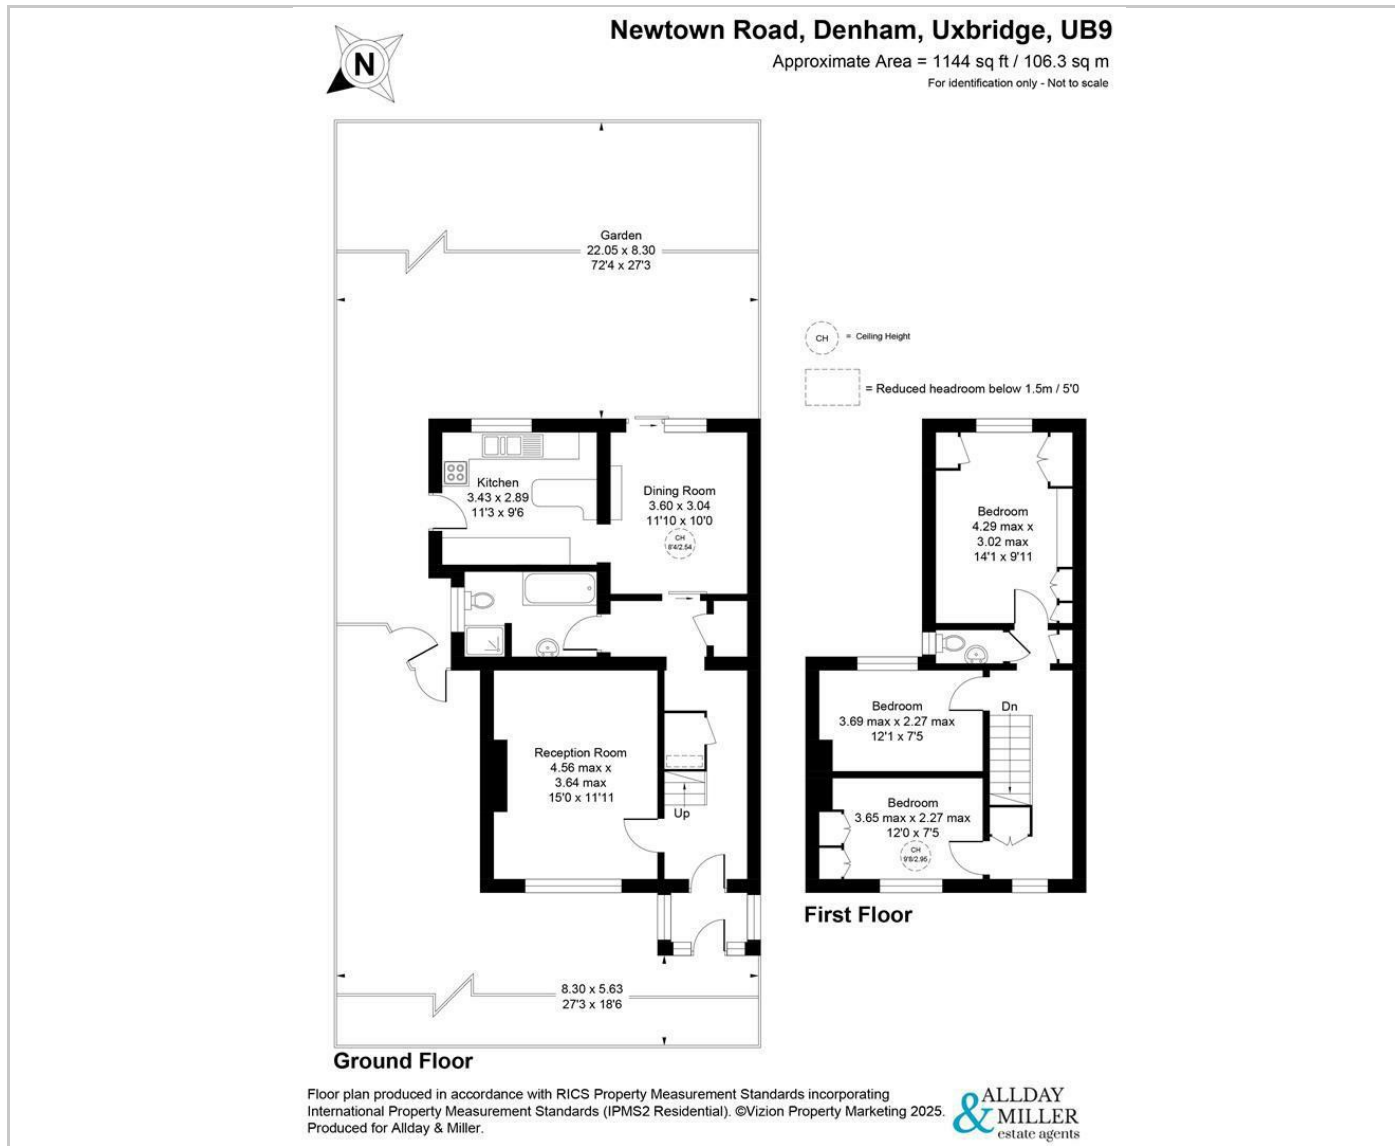 Newtown Road, Denham, Uxbridge, UB9
Approximate Area = 1144 sq ft / 106.3 sq m
For identification only - Not to scale
N
Garden
22.05 x 8.30
72'4 x 27'3
CH = Ceiling Height
= Reduced headroom below 1.5m / 5'0
Kitchen
3.43 x 2.89
11'3 x 9'6
Dining Room
3.60 x 3.04
11'10 x 10'0
CH
8'4/2.54
Reception Room
4.56 max x
3.64 max
15'0 x 11'11
Up
8.30 x 5.63
27'3 x 18'6
Ground Floor
Bedroom
4.29 max x
3.02 max
14'1 x 9'11
Bedroom
3.69 max x 2.27 max
12'1 x 7'5
Dn
Bedroom
3.65 max x 2.27 max
12'0 x 7'5
CH
9'8/2.95
First Floor
Floor plan produced in accordance with RICS Property Measurement Standards incorporating
International Property Measurement Standards (IPMS2 Residential). ©Vizion Property Marketing 2025.
Produced for Allday & Miller.
ALLDAY
& MILLER
estate agents